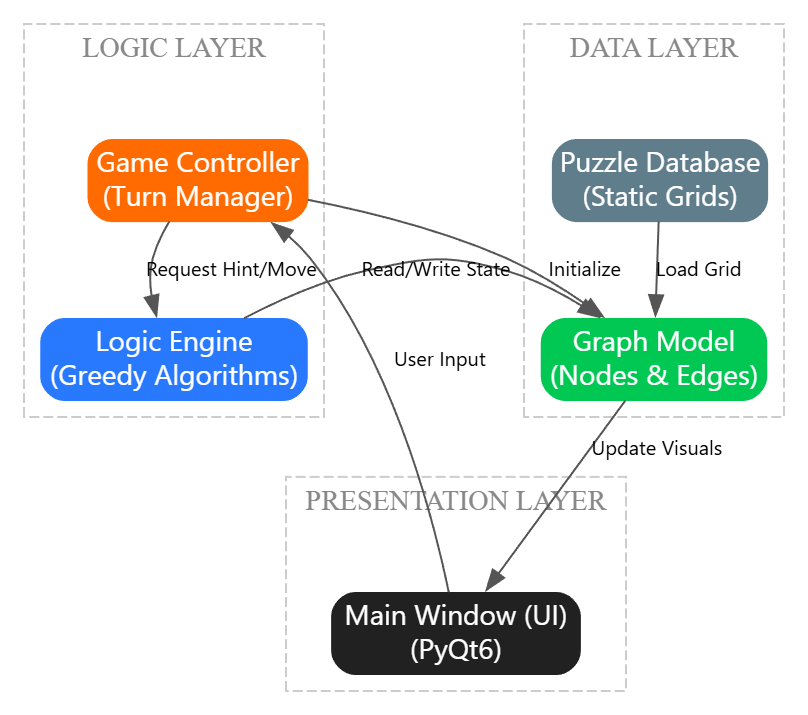 LOGIC LAYER
DATA LAYER
Game Controller
(Turn Manager)
Puzzle Database
(Static Grids)
Request Hint/Move
Read/Write State
Initialize
Load Grid
Logic Engine
(Greedy Algorithms)
Graph Model
(Nodes & Edges)
User Input
Update Visuals
PRESENTATION LAYER
Main Window (UI)
(PyQt6)